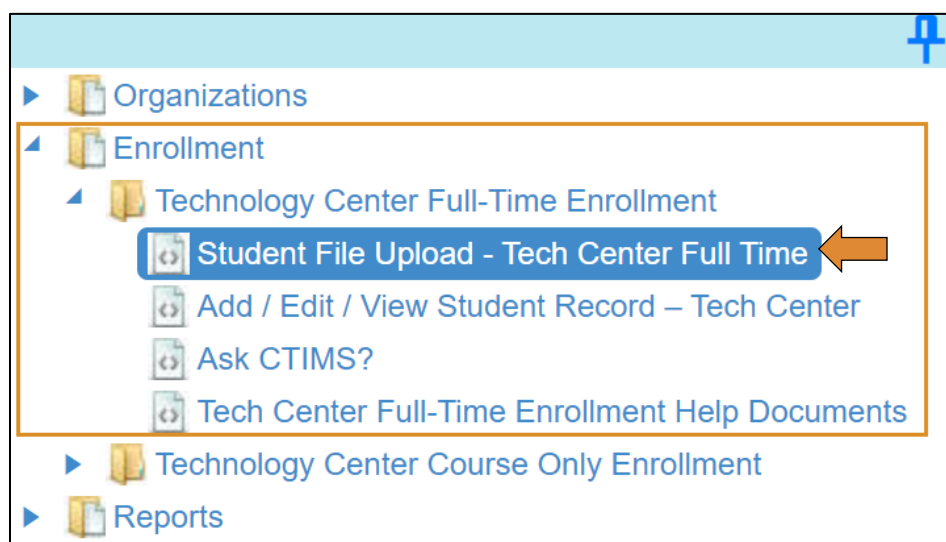 Organizations
Enrollment
Technology Center Full-Time Enrollment
Student File Upload - Tech Center Full Time
Add / Edit / View Student Record – Tech Center
Ask CTIMS?
Tech Center Full-Time Enrollment Help Documents
Technology Center Course Only Enrollment
Reports